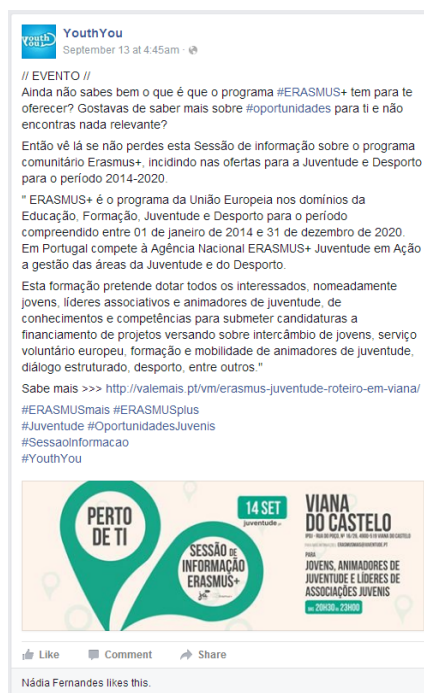 Youth
You
YouthYou
September 13 at 4:45am ·
// EVENTO //
Ainda não sabes bem o que é que o programa #ERASMUS+ tem para te
oferecer? Gostavas de saber mais sobre #oportunidades para ti e não
encontras nada relevante?
Então vê lá se não perdes esta Sessão de informação sobre o programa
comunitário Erasmus+, incidindo nas ofertas para a Juventude e Desporto
para o período 2014-2020.
" ERASMUS+ é o programa da União Europeia nos domínios da
Educação, Formação, Juventude e Desporto para o período
compreendido entre 01 de janeiro de 2014 e 31 de dezembro de 2020.
Em Portugal compete à Agência Nacional ERASMUS+ Juventude em Ação
a gestão das áreas da Juventude e do Desporto.
Esta formação pretende dotar todos os interessados, nomeadamente
jovens, líderes associativos e animadores de juventude, de
conhecimentos e competências para submeter candidaturas a
financiamento de projetos versando sobre intercâmbio de jovens, serviço
voluntário europeu, formação e mobilidade de animadores de juventude,
diálogo estruturado, desporto, entre outros."
Sabe mais >>> http://valemais.pt/vm/erasmus-juventude-roteiro-em-viana/
#ERASMUSmais #ERASMUSplus
#Juventude #OportunidadesJuvenis
#SessaoInformacao
#YouthYou
PERTO
DE TI
SESSÃO DE
INFORMAÇÃO
ERASMUS+
14 SET
juventude
VIANA
DO CASTELO
PARA
JOVENS, ANIMADORES DE
JUVENTUDE E LÍDERES DE
ASSOCIAÇÕES JUVENIS
DAS 20H30 ÀS 23H00
Like
Comment
Share
Nádia Fernandes likes this.